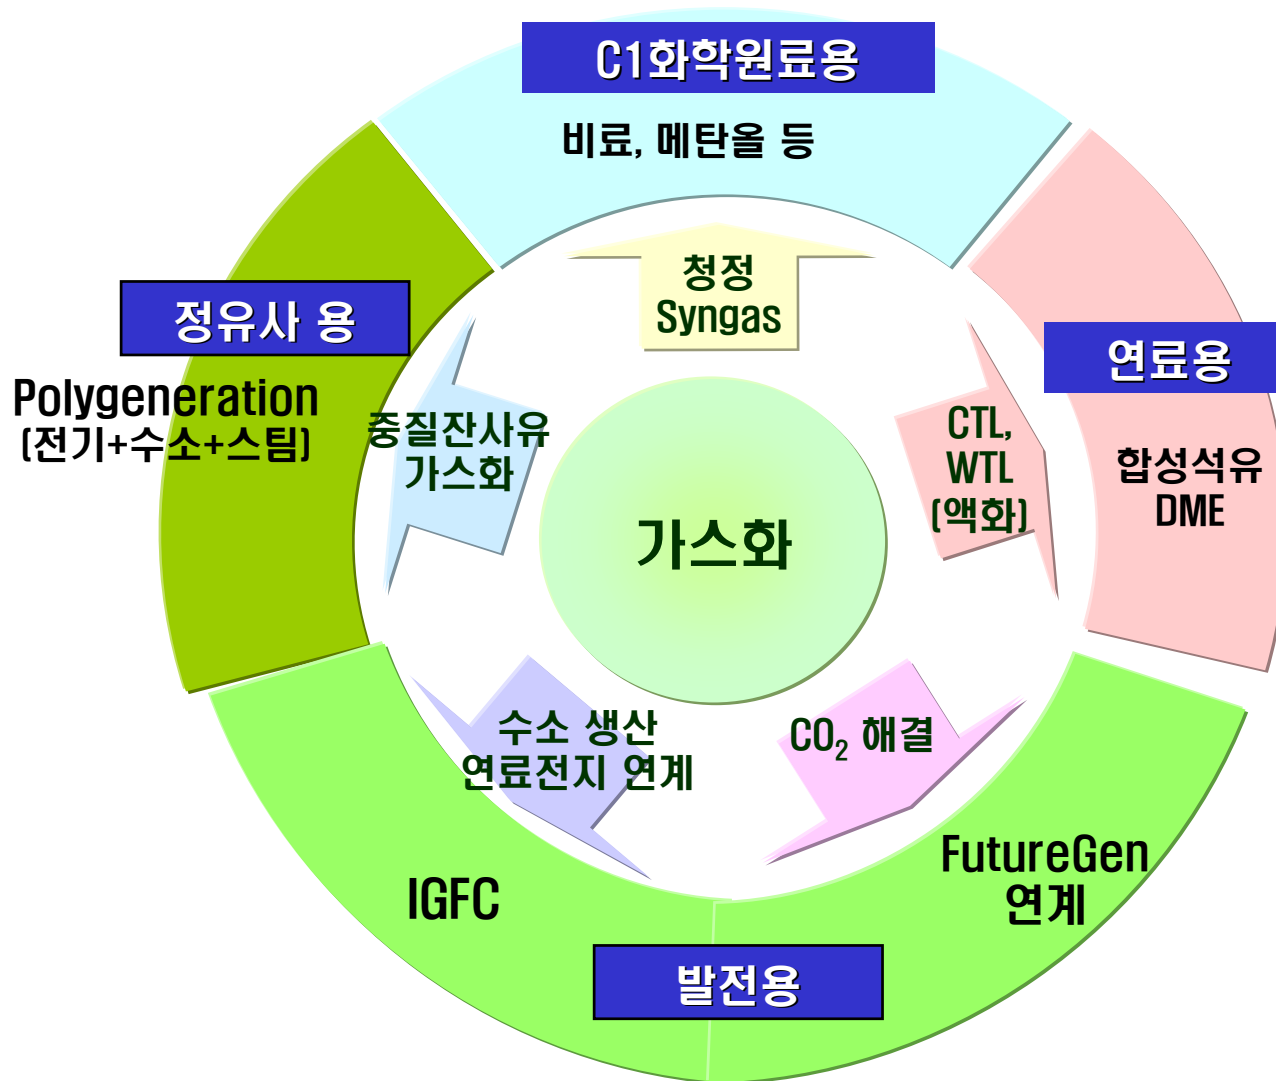 C1화학원료용
비료, 메탄올 등
청정
Syngas
정유사 용
Polygeneration
(전기+수소+스팀)
중질잔사유
가스화
연료용
CTL,
WTL
(액화)
합성석유
DME
가스화
수소 생산
연료전지 연계
CO₂ 해결
IGFC
FutureGen
연계
발전용